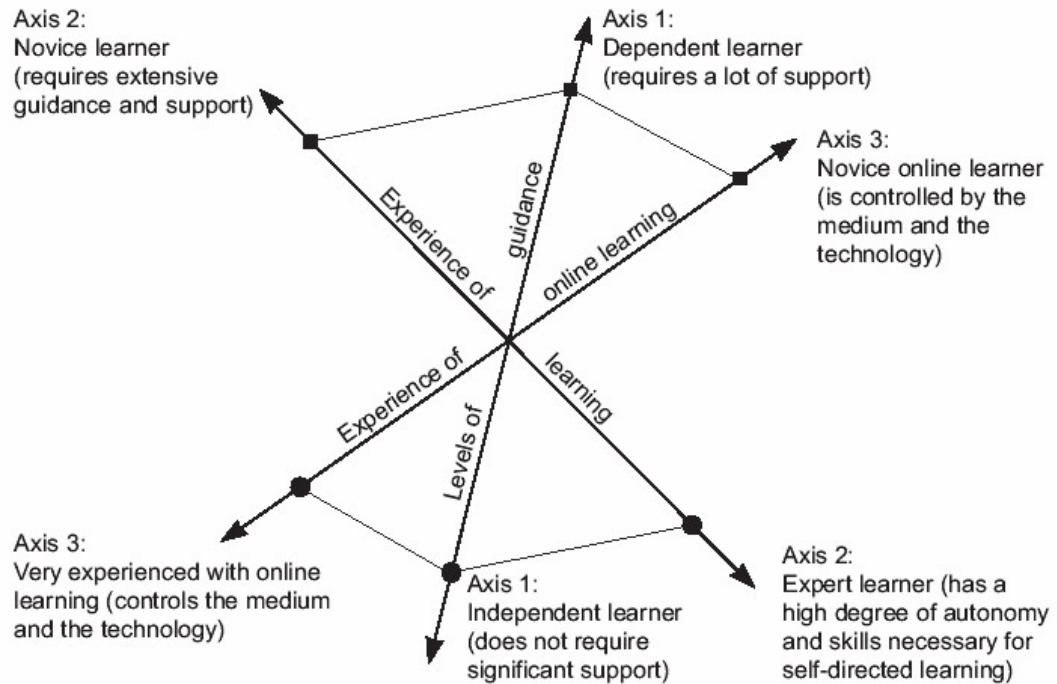 Axis 2:
Novice learner
(requires extensive
guidance and support)
Axis 1:
Dependent learner
(requires a lot of support)
Axis 3:
Novice online learner
(is controlled by the
medium and the
technology)
Experience of
guidance
online learning
Experience of
Levels of
learning
Axis 3:
Very experienced with online
learning (controls the medium
and the technology)
Axis 1:
Independent learner
(does not require
significant support)
Axis 2:
Expert learner (has a
high degree of autonomy
and skills necessary for
self-directed learning)